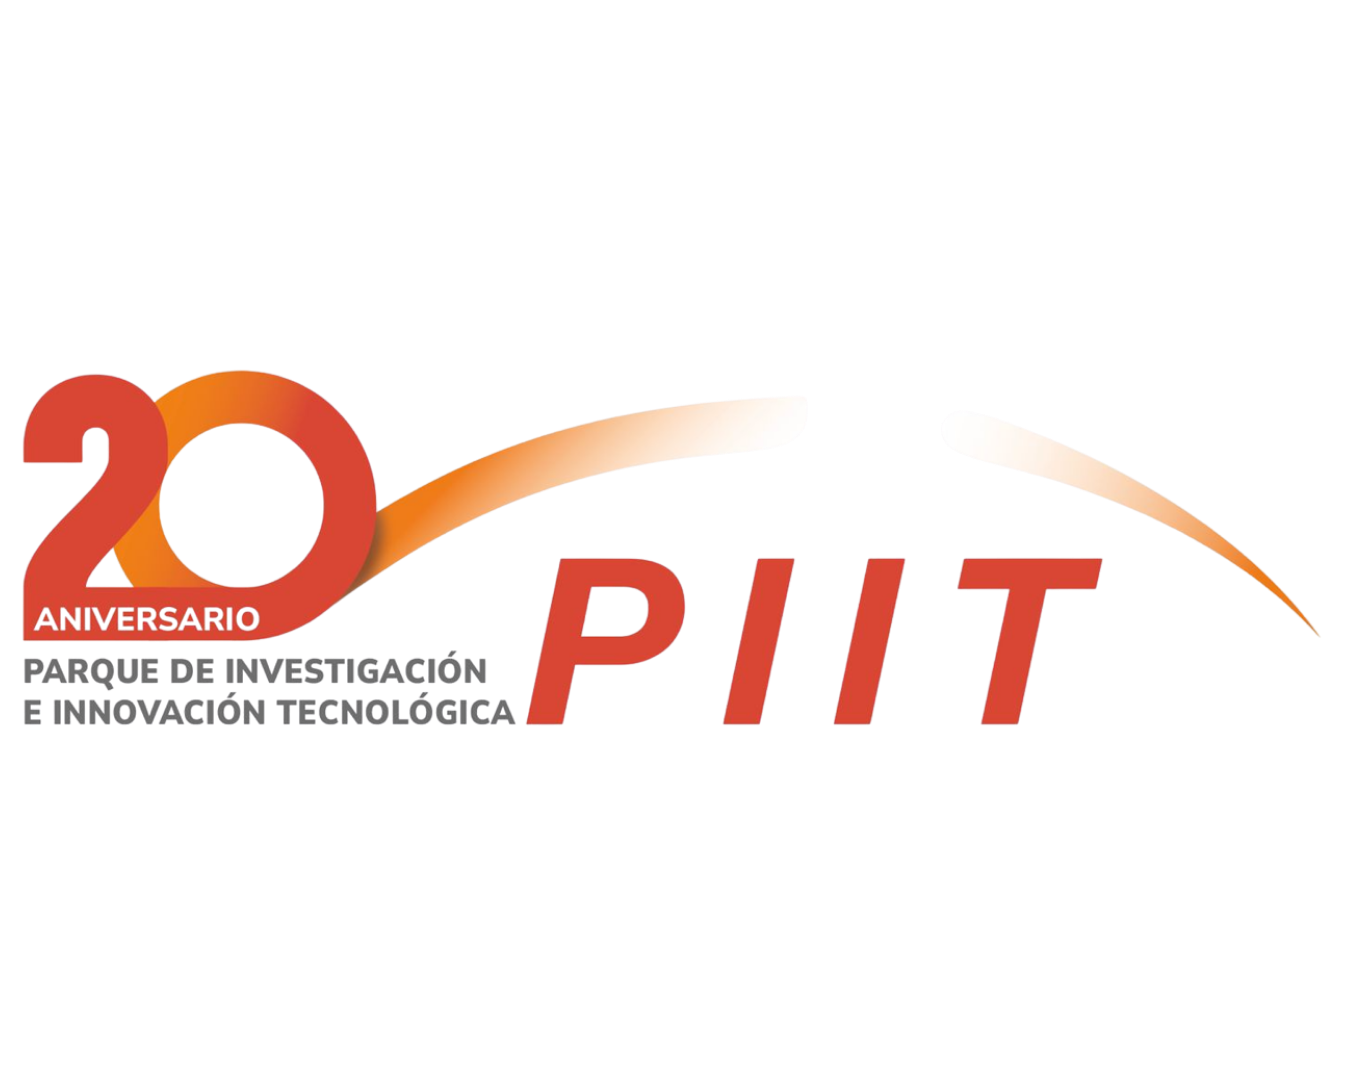 20
ANIVERSARIO
PARQUE DE INVESTIGACIÓN
E INNOVACIÓN TECNOLÓGICA
PIIT